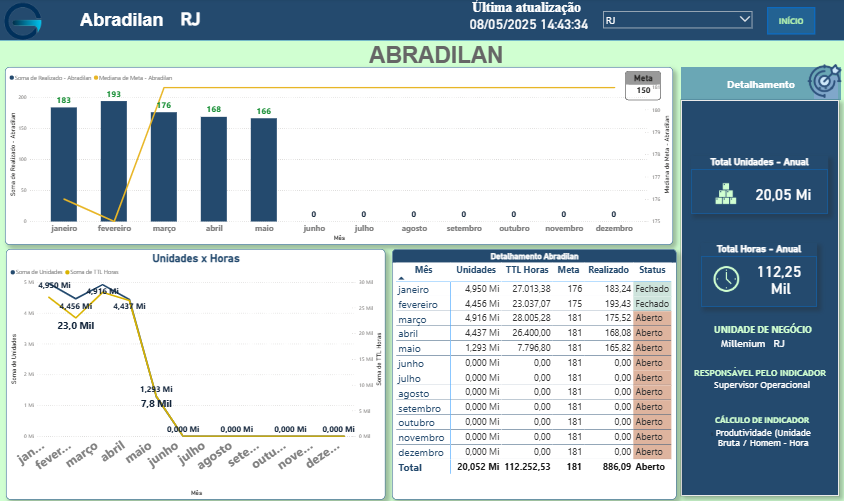 Abradilan RJ
Última atualização
08/05/2025 14:43:34
RJ
INÍCIO
ABRADILAN
Soma de Realizado - Abradilan Mediana de Meta - Abradilan
Meta
150
Soma de Realizado - Abradilan
200
150
100
50
0
183
193
176
168
166
0 0 0 0 0 0 0
180
180
179
178
177
176
175
Mediana de Meta - Abradilan
janeiro fevereiro março abril maio junho julho agosto setembro outubro novembro dezembro
Mês
Detalhamento
Total Unidades - Anual
20,05 Mi
Total Horas - Anual
112,25
Mil
UNIDADE DE NEGÓCIO
Millenium RJ
RESPONSÁVEL PELO INDICADOR
Supervisor Operacional
CÁLCULO DE INDICADOR
Produtividade (Unidade
Bruta / Homem - Hora
Unidades x Horas
Soma de Unidades Soma de TTL Horas
Soma de Unidades
5 Mi
4 Mi
3 Mi
2 Mi
1 Mi
0 Mi
4,950 Mi
4,456 Mi
4,916 Mi
4,437 Mi
23,0 Mil
1,293 Mi
7,8 Mil
0,000 Mi 0,000 Mi 0,000 Mi 0,000 Mi
30 Mil
25 Mil
20 Mil
15 Mil
10 Mil
5 Mil
0 Mil
Soma de TTL Horas
jan... fever... março abril maio junho julho agosto sete... outu... nove... deze...
Mês
Detalhamento Abradilan
Mês Unidades TTL Horas Meta Realizado Status
janeiro 4,950 Mi 27.013,38 176 183,24 Fechado
fevereiro 4,456 Mi 23.037,07 175 193,43 Fechado
março 4,916 Mi 28.005,28 181 175,52 Aberto
abril 4,437 Mi 26.400,00 181 168,08 Aberto
maio 1,293 Mi 7.796,80 181 165,82 Aberto
junho 0,000 Mi 0,00 181 0,00 Aberto
julho 0,000 Mi 0,00 181 0,00 Aberto
agosto 0,000 Mi 0,00 181 0,00 Aberto
setembro 0,000 Mi 0,00 181 0,00 Aberto
outubro 0,000 Mi 0,00 181 0,00 Aberto
novembro 0,000 Mi 0,00 181 0,00 Aberto
dezembro 0,000 Mi 0,00 181 0,00 Aberto
Total 20,052 Mi 112.252,53 181 886,09 Aberto